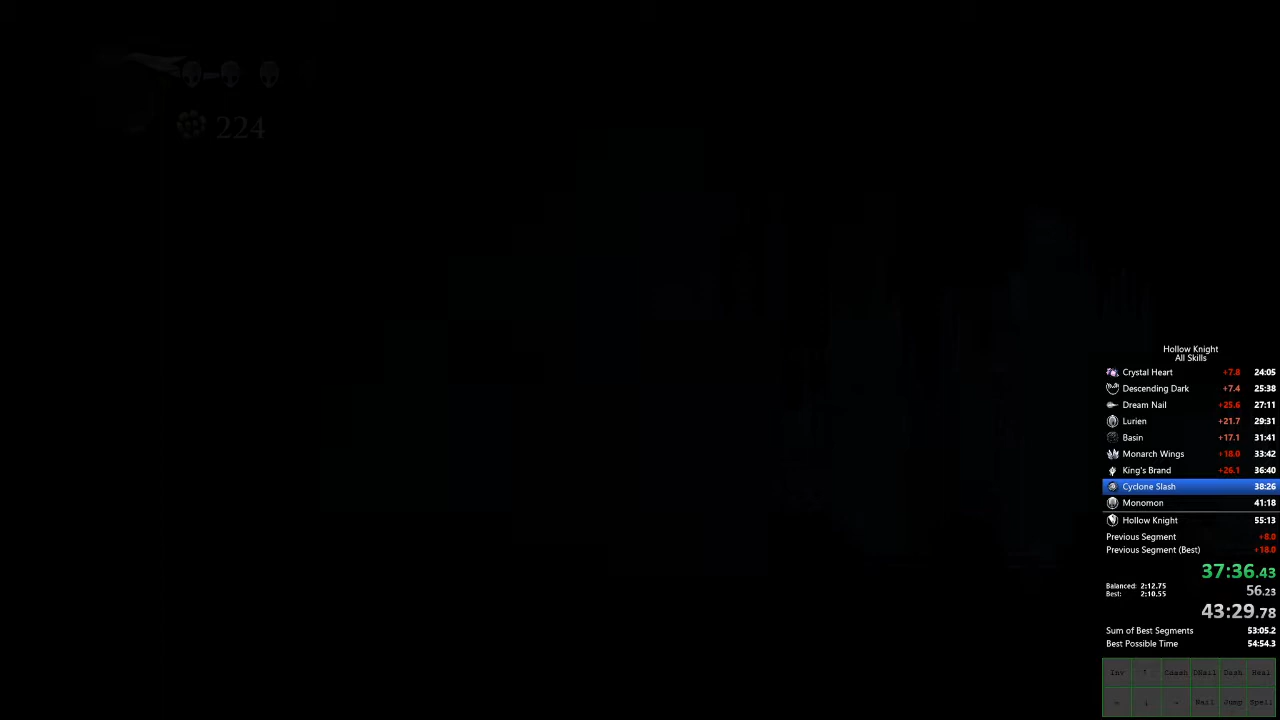 224
Hollow Knight
All Skills
Crystal Heart +7.8 24:05
Descending Dark +7.4 25:38
Dream Nail +25.6 27:11
Lurien +21.7 29:31
Basin +17.1 31:41
Monarch Wings +18.0 33:42
King's Brand +26.1 36:40
Cyclone Slash 38:26
Monomon 41:18
Hollow Knight 55:13
Previous Segment +8.0
Previous Segment (Best) +18.0
37:36.43
Balanced: 2:12.75 56.23
Best: 2:10.55
43:29.78
Sum of Best Segments 53:05.2
Best Possible Time 54:54.3
Inv ↑ Cdash DNail Dash Heal
← ↓ → Nail Jump Spell